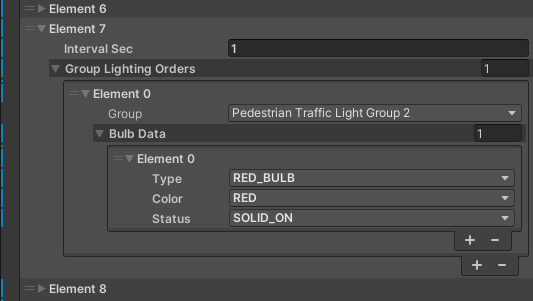 Element 6
Element 7
Interval Sec 1
Group Lighting Orders 1
Element 0
Group Pedestrian Traffic Light Group 2
Bulb Data 1
Element 0
Type RED_BULB
Color RED
Status SOLID_ON
+ −
+ −
Element 8